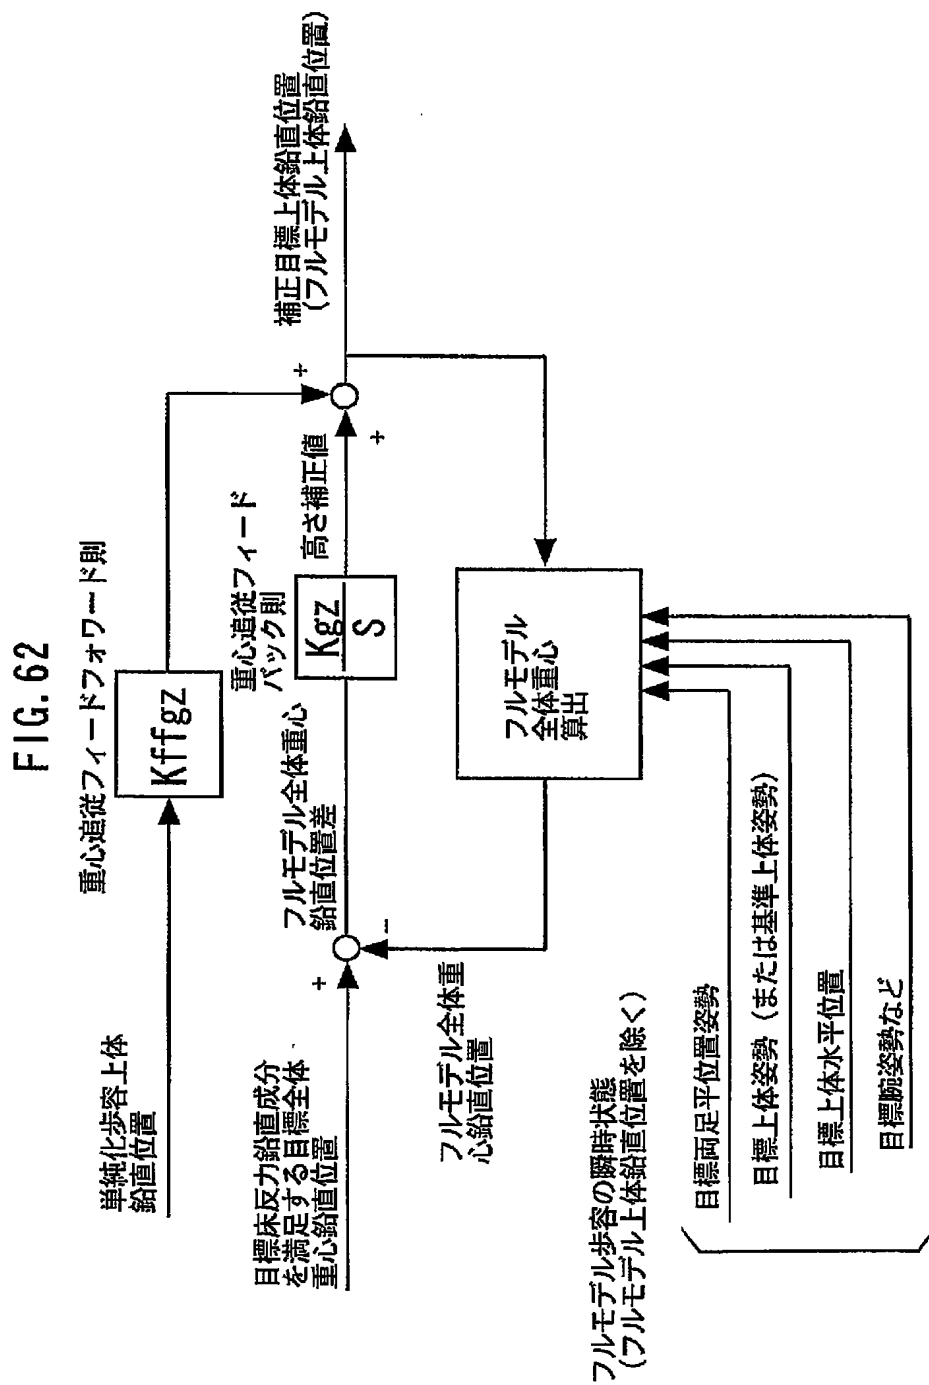 FIG.62
重心追従フィードフォワード則
Kffgz
単純化歩容上体
鉛直位置
重心追従フィード
バック則
Kgz
S
高さ補正値
補正目標上体鉛直位置
(フルモデル上体鉛直位置)
フルモデル全体重心
鉛直位置差
目標床反力鉛直成分
を満足する目標全体
重心鉛直位置
+
-
+
+
フルモデル全体重
心鉛直位置
フルモデル
全体重心
算出
フルモデル歩容の瞬時状態
(フルモデル上体鉛直位置を除く)
目標両足平位置姿勢
目標上体姿勢(または基準上体姿勢)
目標上体水平位置
目標腕姿勢など